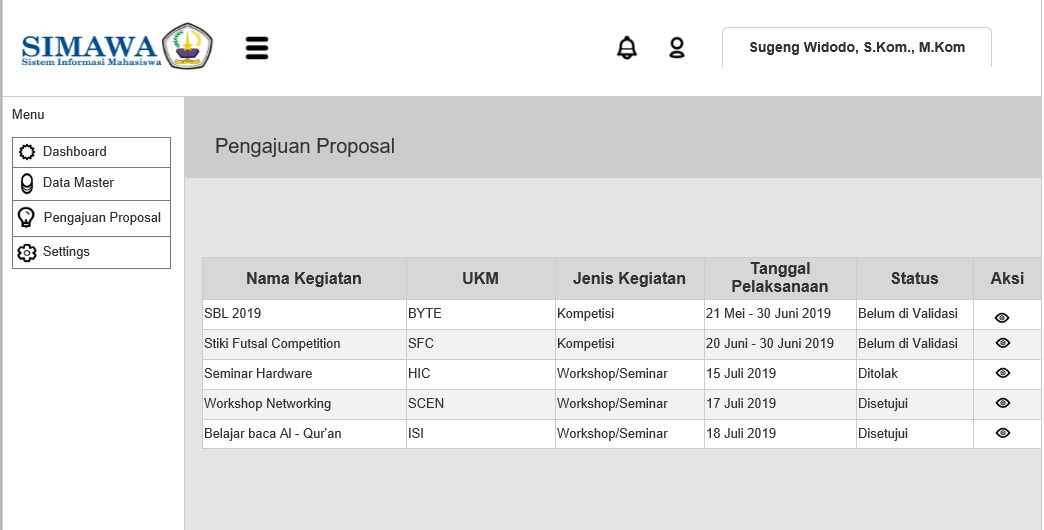 SIMAWA
Sistem Informasi Mahasiswa
Sugeng Widodo, S.Kom., M.Kom
Menu
Dashboard
Data Master
Pengajuan Proposal
Settings
Pengajuan Proposal
Nama Kegiatan UKM Jenis Kegiatan Tanggal Pelaksanaan Status Aksi
SBL 2019 BYTE Kompetisi 21 Mei - 30 Juni 2019 Belum di Validasi
Stiki Futsal Competition SFC Kompetisi 20 Juni - 30 Juni 2019 Belum di Validasi
Seminar Hardware HIC Workshop/Seminar 15 Juli 2019 Ditolak
Workshop Networking SCEN Workshop/Seminar 17 Juli 2019 Disetujui
Belajar baca Al - Qur'an ISI Workshop/Seminar 18 Juli 2019 Disetujui